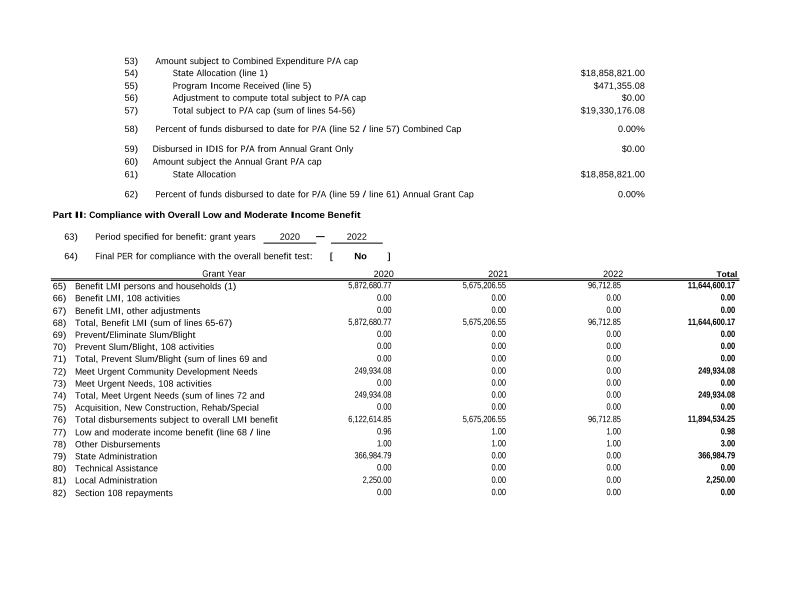 53) Amount subject to Combined Expenditure P/A cap
54) State Allocation (line 1) $18,858,821.00
55) Program Income Received (line 5) $471,355.08
56) Adjustment to compute total subject to P/A cap $0.00
57) Total subject to P/A cap (sum of lines 54-56) $19,330,176.08
58) Percent of funds disbursed to date for P/A (line 52 / line 57) Combined Cap 0.00%
59) Disbursed in IDIS for P/A from Annual Grant Only $0.00
60) Amount subject the Annual Grant P/A cap
61) State Allocation $18,858,821.00
62) Percent of funds disbursed to date for P/A (line 59 / line 61) Annual Grant Cap 0.00%
Part II: Compliance with Overall Low and Moderate Income Benefit
63) Period specified for benefit: grant years 2020 — 2022
64) Final PER for compliance with the overall benefit test: [ No ]
Grant Year 2020 2021 2022 Total
65) Benefit LMI persons and households (1) 5,872,680.77 5,675,206.55 96,712.85 11,644,600.17
66) Benefit LMI, 108 activities 0.00 0.00 0.00 0.00
67) Benefit LMI, other adjustments 0.00 0.00 0.00 0.00
68) Total, Benefit LMI (sum of lines 65-67) 5,872,680.77 5,675,206.55 96,712.85 11,644,600.17
69) Prevent/Eliminate Slum/Blight 0.00 0.00 0.00 0.00
70) Prevent Slum/Blight, 108 activities 0.00 0.00 0.00 0.00
71) Total, Prevent Slum/Blight (sum of lines 69 and 0.00 0.00 0.00 0.00
72) Meet Urgent Community Development Needs 249,934.08 0.00 0.00 249,934.08
73) Meet Urgent Needs, 108 activities 0.00 0.00 0.00 0.00
74) Total, Meet Urgent Needs (sum of lines 72 and 249,934.08 0.00 0.00 249,934.08
75) Acquisition, New Construction, Rehab/Special 0.00 0.00 0.00 0.00
76) Total disbursements subject to overall LMI benefit 6,122,614.85 5,675,206.55 96,712.85 11,894,534.25
77) Low and moderate income benefit (line 68 / line 0.96 1.00 1.00 0.98
78) Other Disbursements 1.00 1.00 1.00 3.00
79) State Administration 366,984.79 0.00 0.00 366,984.79
80) Technical Assistance 0.00 0.00 0.00 0.00
81) Local Administration 2,250.00 0.00 0.00 2,250.00
82) Section 108 repayments 0.00 0.00 0.00 0.00